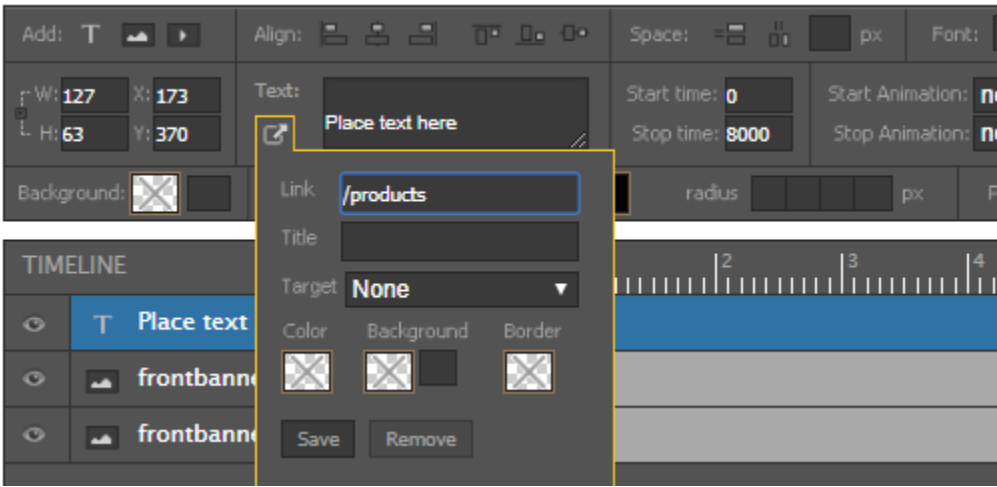 Add: T Align: Space: px Font:
W: 127 X: 173 Text: Start time: 0 Start Animation:
H: 63 Y: 370 Place text here Stop time: 8000 Stop Animation:
Background: radius px
Link /products
Title
Target None
Color Background Border
Save Remove
TIMELINE 2 3 4
T Place text
frontbanne
frontbanne